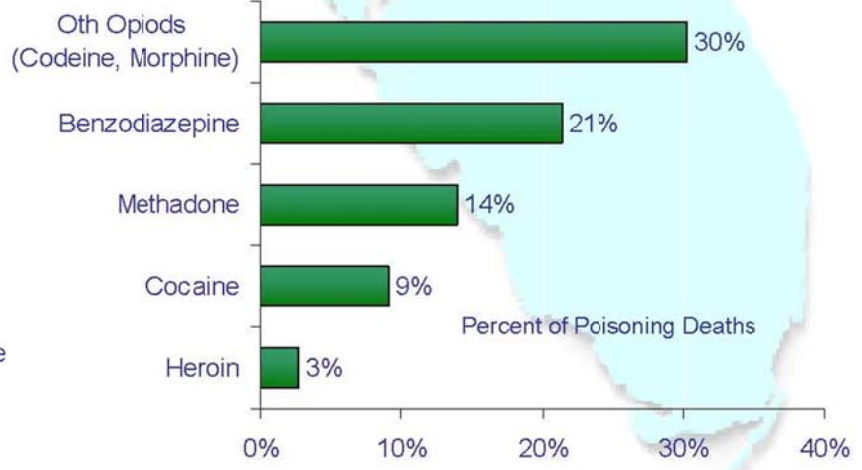 Oth Opiods
(Codeine, Morphine)
30%
Benzodiazepine
21%
Methadone
14%
Cocaine
9%
Percent of Poisoning Deaths
e
Heroin
3%
0%
10%
20%
30%
40%